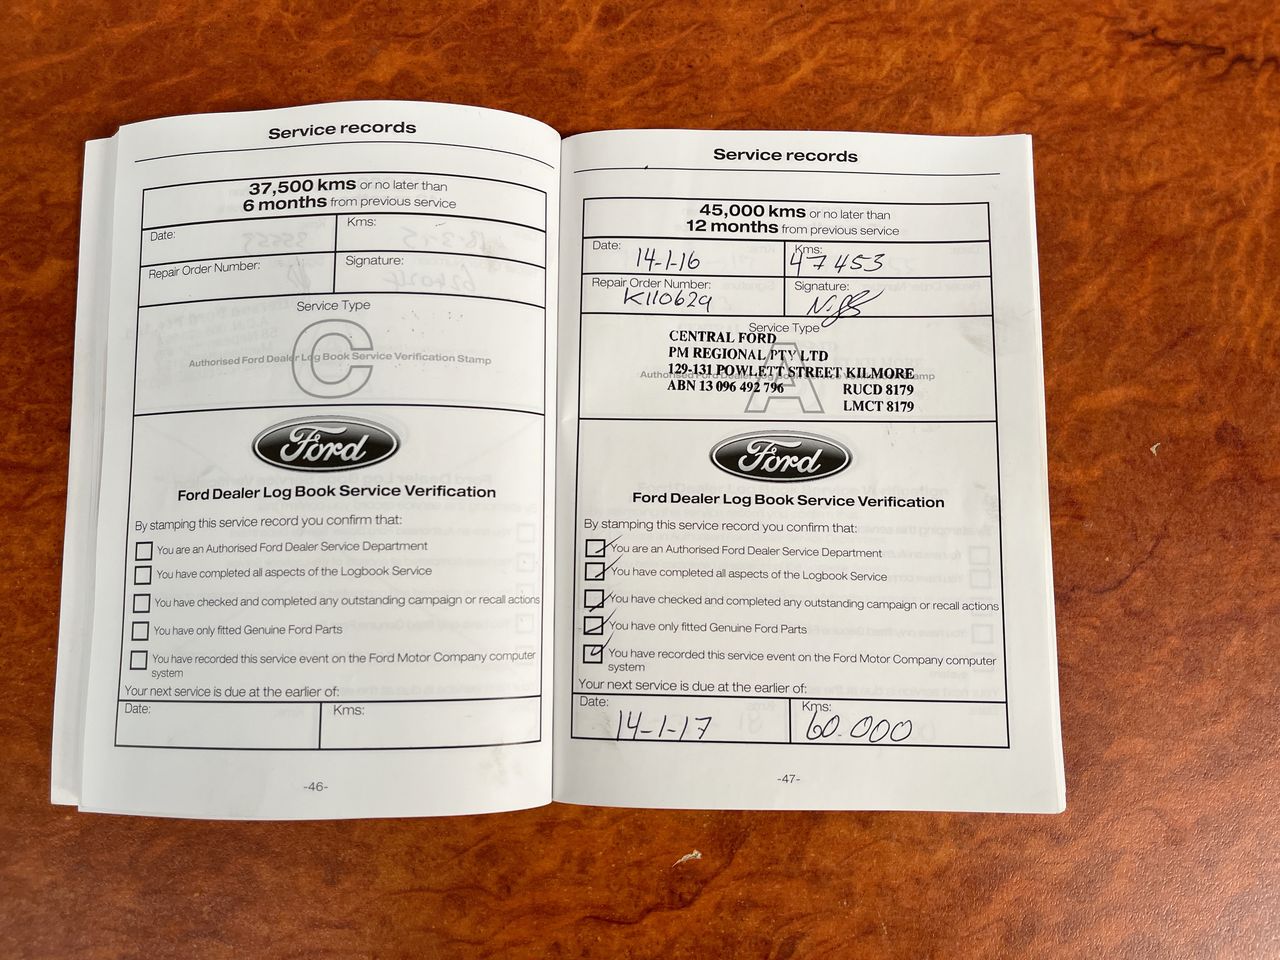 Service records
37,500 kms or no later than
6 months from previous service
Date:
Kms:
Repair Order Number:
Signature:
Service Type
C
Authorised Ford Dealer Log Book Service Verification Stamp
Ford
Ford Dealer Log Book Service Verification
By stamping this service record you confirm that:
You are an Authorised Ford Dealer Service Department
You have completed all aspects of the Logbook Service
You have checked and completed any outstanding campaign or recall actions
You have only fitted Genuine Ford Parts
You have recorded this service event on the Ford Motor Company computer
system
Your next service is due at the earlier of:
Date:
Kms:
-46-
Service records
45,000 kms or no later than
12 months from previous service
Date: 14-1-16
Kms: 47453
Repair Order Number: K110629
Signature:
Service Type
A
CENTRAL FORD
PM REGIONAL PTY LTD
129-131 POWLETT STREET KILMORE
ABN 13 096 492 796 RUCD 8179
LMCT 8179
Ford
Ford Dealer Log Book Service Verification
By stamping this service record you confirm that:
You are an Authorised Ford Dealer Service Department
You have completed all aspects of the Logbook Service
You have checked and completed any outstanding campaign or recall actions
You have only fitted Genuine Ford Parts
You have recorded this service event on the Ford Motor Company computer
system
Your next service is due at the earlier of:
Date: 14-1-17
Kms: 60.000
-47-